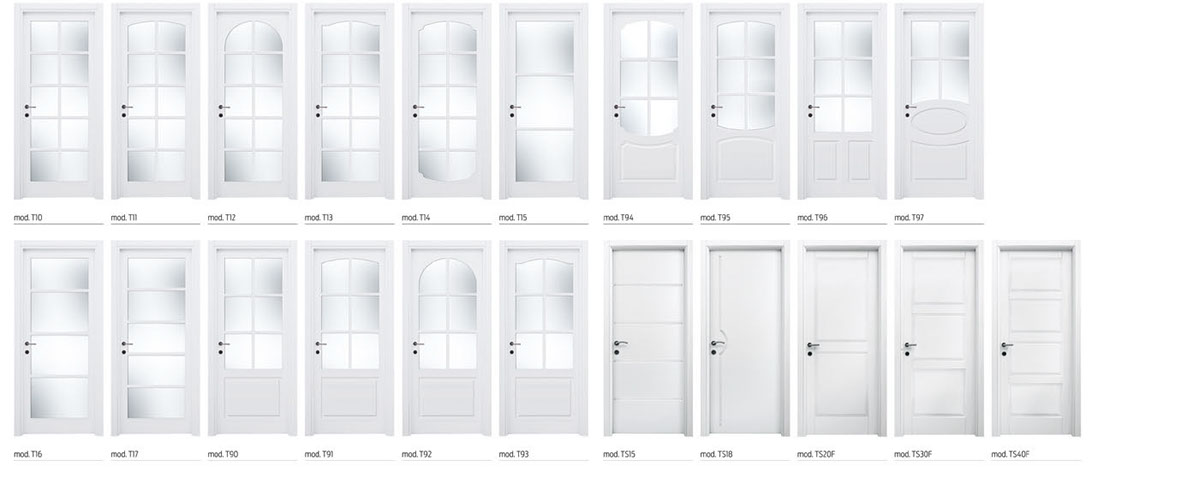 mod. T10
mod. T11
mod. T12
mod. T13
mod. T14
mod. T15
mod. T94
mod. T95
mod. T96
mod. T97
mod. T16
mod. T17
mod. T90
mod. T91
mod. T92
mod. T93
mod. TS15
mod. TS18
mod. TS20F
mod. TS30F
mod. TS40F